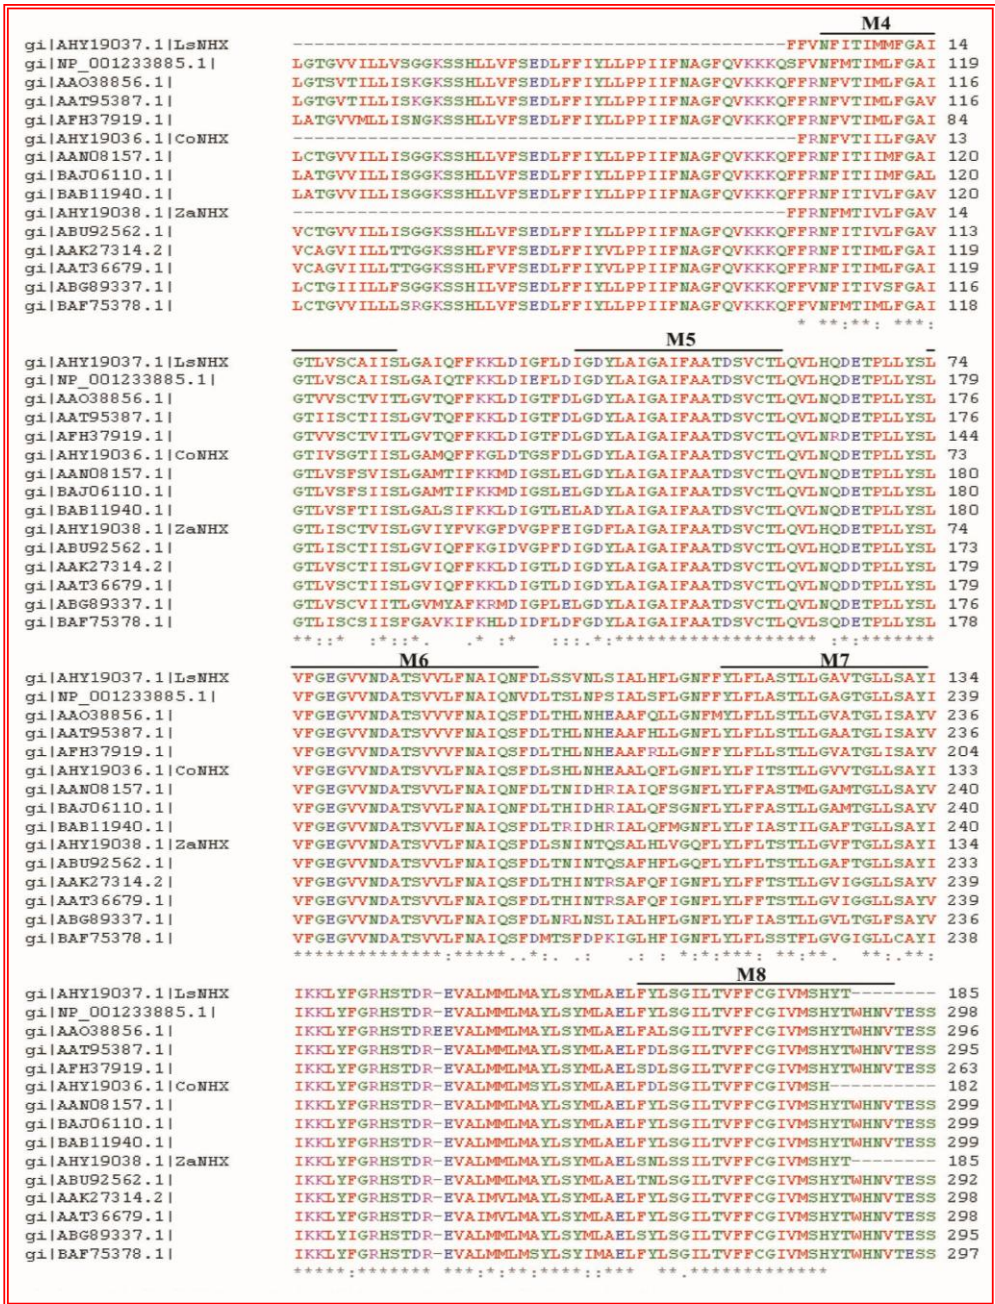 M4
gi|AHY19037.1|LsNHX ---------------------------------------------FFVNFITIMMFGAI 14
gi|NP_001233885.1| LGTGVVILLVSGGKSSHLLVFSEDLFFIYLLPPIIFNAGFQVKKKQSFVNFMTIMLFGAI 119
gi|AAO38856.1| LGTSVTILLISKGKSSHLLVFSEDLFFIYLLPPIIFNAGFQVKKKQFFRNFVTIMLFGAI 116
gi|AAT95387.1| LGTGVTILLISKGKSSHLLVFSEDLFFIYLLPPIIFNAGFQVKKKQFFRNFVTIMLFGAV 116
gi|AFH37919.1| LATGVVMLLISNGKSSHLLVFSEDLFFIYLLPPIIFNAGFQVKKKQFFRNFVTIMLFGAI 84
gi|AHY19036.1|CoNHX ----------------------------------------------FRNFVTIILFGAV 13
gi|AAN08157.1| LCTGVVILLISGGKSSHLLVFSEDLFFIYLLPPIIFNAGFQVKKKQFFRNFITIIMFGAI 120
gi|BAJ06110.1| LATGVVILLISGGKSSHLLVFSEDLFFIYLLPPIIFNAGFQVKKKQFFRNFITIIMFGAL 120
gi|BAB11940.1| LATGVVILLISGGKSSHLLVFSEDLFFIYLLPPIIFNAGFQVKKKQFFRNFITIVLFGAV 120
gi|AHY19038.1|ZaNHX ---------------------------------------------FFRNFMTIVLFGAV 14
gi|ABU92562.1| VCTGVVILLISGGKSSHLLVFSEDLFFIYLLPPIIFNAGFQVKKKQFFRNFITIVLFGAV 113
gi|AAK27314.2| VCAGVIILLTTGGKSSHLFVFSEDLFFIYVLPPIIFNAGFQVKKKQFFRNFITIMLFGAI 119
gi|AAT36679.1| VCAGVIILLTTGGKSSHLFVFSEDLFFIYVLPPIIFNAGFQVKKKQFFRNFITIMLFGAI 119
gi|ABG89337.1| LCTGIIILLFSGGKSSHILVFSEDLFFIYLLPPIIFNAGFQVKKKQFFRNFITIVSFGAI 116
gi|BAF75378.1| LCTGVVILLLSRGKSSHLLVFSEDLFFIYLLPPIIFNAGFQVKKKQFFVNFMTIMLFGAI 118
* **:**: ***:
M5
gi|AHY19037.1|LsNHX GTLVSCAIISLGAIQFFKKLDIGFLDIGDYLAIGAIFAATDSVCTLQVLHQDETPLLYSL 74
gi|NP_001233885.1| GTLVSCAIISLGAIQTFKKLDIEFLDIGDYLAIGAIFAATDSVCTLQVLNQDETPLLYSL 179
gi|AAO38856.1| GTVVSCTVITLGVTQFFKKLDIGTFDLGDYLAIGAIFAATDSVCTLQVLNQDETPLLYSL 176
gi|AAT95387.1| GTIISCTVISLGVTQFFKKLDIGTFDLGDYLAIGAIFAATDSVCTLQVLNQDETPLLYSL 176
gi|AFH37919.1| GTVVSCTVITLGVTQFFKKLDIGTFDLGDYLAIGAIFAATDSVCTLQVLNRDETPLLYSL 144
gi|AHY19036.1|CoNHX GTIVSGTIISLGAMQFFKGLDTGSFDLGDYLAIGAIFAATDSVCTLQVLNQDETPLLYSL 73
gi|AAN08157.1| GTLVSFSVISLGAMTIFKKMDIGSLELGDYLAIGAIFAATDSVCTLQVLNQDETPLLYSL 180
gi|BAJ06110.1| GTLVSFSIISLGAMTIFKKMDIGSLELGDYLAIGAIFAATDSVCTLQVLNQDETPLLYSL 180
gi|BAB11940.1| GTLVSFTIISLGALSIFKKLDIGTLELADYLAIGAIFAATDSVCTLQVLNQDETPLLYSL 180
gi|AHY19038.1|ZaNHX GTLISCTVISLGVIYFVKGFDVGPFEIGDFLAIGAIFAATDSVCTLQVLHQDETPLLYSL 74
gi|ABU92562.1| GTLISCTIISLGVIQFFKGIDVGPFDIGDYLAIGAIFAATDSVCTLQVLHQDETPLLYSL 173
gi|AAK27314.2| GTLISCTIISLGVIQFFKKLDIGTLDIGDYLAIGAIFAATDSVCTLQVLNQDDTPLLYSL 179
gi|AAT36679.1| GTLISCTIISLGVIQFFKKLDIGTLDIGDYLAIGAIFAATDSVCTLQVLNQDDTPLLYSL 179
gi|ABG89337.1| GTLVSCVIITLGVMYAFKRMDIGPLELGDYLAIGAIFAATDSVCTLQVLNQDETPLLYSL 176
gi|BAF75378.1| GTLISCSIISFGAVKIFKHLDIDFLDFGDYLAIGAIFAATDSVCTLQVLSQDETPLLYSL 178
**::* ::*:*. .* :* :::.*:******************* :*:*******
M6 M7
gi|AHY19037.1|LsNHX VFGEGVVNDATSVVLFNAIQNFDLSSVNLSIALHFLGNFFYLFLASTLLGAVTGLLSAYI 134
gi|NP_001233885.1| VFGEGVVNDATSVVLFNAIQNVDLTSLNPSIALSFLGNFFYLFLASTLLGAGTGLLSAYI 239
gi|AAO38856.1| VFGEGVVNDATSVVVFNAIQSFDLTHLNHEAAFQLLGNFMYLFLLSTLLGVATGLISAYV 236
gi|AAT95387.1| VFGEGVVNDATSVVVFNAIQSFDLTHLNHEAAFHLLGNFFYLFLLSTLLGAATGLISAYV 236
gi|AFH37919.1| VFGEGVVNDATSVVVFNAIQSFDLTHLNHEAAFRLLGNFFYLFLLSTLLGVATGLISAYV 204
gi|AHY19036.1|CoNHX VFGEGVVNDATSVVLFNAIQSFDLSHLNHEAALQFLGNFLYLFITSTLLGVVTGLLSAYI 133
gi|AAN08157.1| VFGEGVVNDATSVVLFNAIQNFDLTNIDHRIAIQFSGNFLYLFFASTMLGAMTGLLSAYV 240
gi|BAJ06110.1| VFGEGVVNDATSVVLFNAIQNFDLTHIDHRIALQFSGNFLYLFFASTLLGAMTGLLSAYV 240
gi|BAB11940.1| VFGEGVVNDATSVVLFNAIQSFDLTRIDHRIALQFMGNFLYLFIASTILGAFTGLLSAYI 240
gi|AHY19038.1|ZaNHX VFGEGVVNDATSVVLFNAIQSFDLSNINTQSALHLVGQFLYLFLTSTLLGVFTGLLSAYI 134
gi|ABU92562.1| VFGEGVVNDATSVVLFNAIQSFDLTNINTQSAFHFLGQFLYLFLTSTLLGAFTGLLSAYI 233
gi|AAK27314.2| VFGEGVVNDATSVVLFNAIQSFDLTHINTRSAFQFIGNFLYLFFTSTLLGVIGGLLSAYV 239
gi|AAT36679.1| VFGEGVVNDATSVVLFNAIQSFDLTHINTRSAFQFIGNFLYLFFTSTLLGVIGGLLSAYV 239
gi|ABG89337.1| VFGEGVVNDATSVVLFNAIQSFDLNRLNSLIALHFLGNFLYLFIASTLLGVLTGLFSAYV 236
gi|BAF75378.1| VFGEGVVNDATSVVLFNAIQSFDMTSFDPKIGLHFIGNFLYLFLSSTFLGVGIGLLCAYI 238
**************:*****..*:. .: .: : *:*:***: **:**. **:.**:
M8
gi|AHY19037.1|LsNHX IKKLYFGRHSTDR-EVALMMLMAYLSYMLAELFYLSGILTVFFCGIVMSHYT-------- 185
gi|NP_001233885.1| IKKLYFGRHSTDR-EVALMMLMAYLSYMLAELFYLSGILTVFFCGIVMSHYTWHNVTESS 298
gi|AAO38856.1| IKKLYFGRHSTDREEVALMMLMAYLSYMLAELFALSGILTVFFCGIVMSHYTWHNVTESS 296
gi|AAT95387.1| IKKLYFGRHSTDR-EVALMMLMAYLSYMLAELFDLSGILTVFFCGIVMSHYTWHNVTESS 295
gi|AFH37919.1| IKKLYFGRHSTDR-EVALMMLMAYLSYMLAELSDLSGILTVFFCGIVMSHYTWHNVTESS 263
gi|AHY19036.1|CoNHX IKKLYFGRHSTDR-EVALMMLMSYLSYMLAELFDLSGILTVFFCGIVMSH---------- 182
gi|AAN08157.1| IKKLYFGRHSTDR-EVALMMLMAYLSYMLAELFYLSGILTVFFCGIVMSHYTWHNVTESS 299
gi|BAJ06110.1| IKKLYFGRHSTDR-EVALMMLMAYLSYMLAELFYLSGILTVFFCGIVMSHYTWHNVTESS 299
gi|BAB11940.1| IKKLYFGRHSTDR-EVALMMLMAYLSYMLAELFYLSGILTVFFCGIVMSHYTWHNVTESS 299
gi|AHY19038.1|ZaNHX IKKLYFGRHSTDR-EVALMMLMAYLSYMLAELSNLSSILTVFFCGIVMSHYT-------- 185
gi|ABU92562.1| IKKLYFGRHSTDR-EVALMMLMAYLSYMLAELTNLSGILTVFFCGIVMSHYTWHNVTESS 292
gi|AAK27314.2| IKKLYFGRHSTDR-EVAIMVLMAYLSYMLAELFYLSGILTVFFCGIVMSHYTWHNVTESS 298
gi|AAT36679.1| IKKLYFGRHSTDR-EVAIMVLMAYLSYMLAELFYLSGILTVFFCGIVMSHYTWHNVTESS 298
gi|ABG89337.1| IKKLYIGRHSTDR-EVALMMLMAYLSYMLAELSYLSGILTVFFCGIVMSHYTWHNVTESS 295
gi|BAF75378.1| IKKLYFGRHSTDR-EVALMMLMSYLSYIMAELFYLSGILTVFFCGIVMSHYTWHNVTESS 297
*****:******* ***:*:**:****::*** **.*************